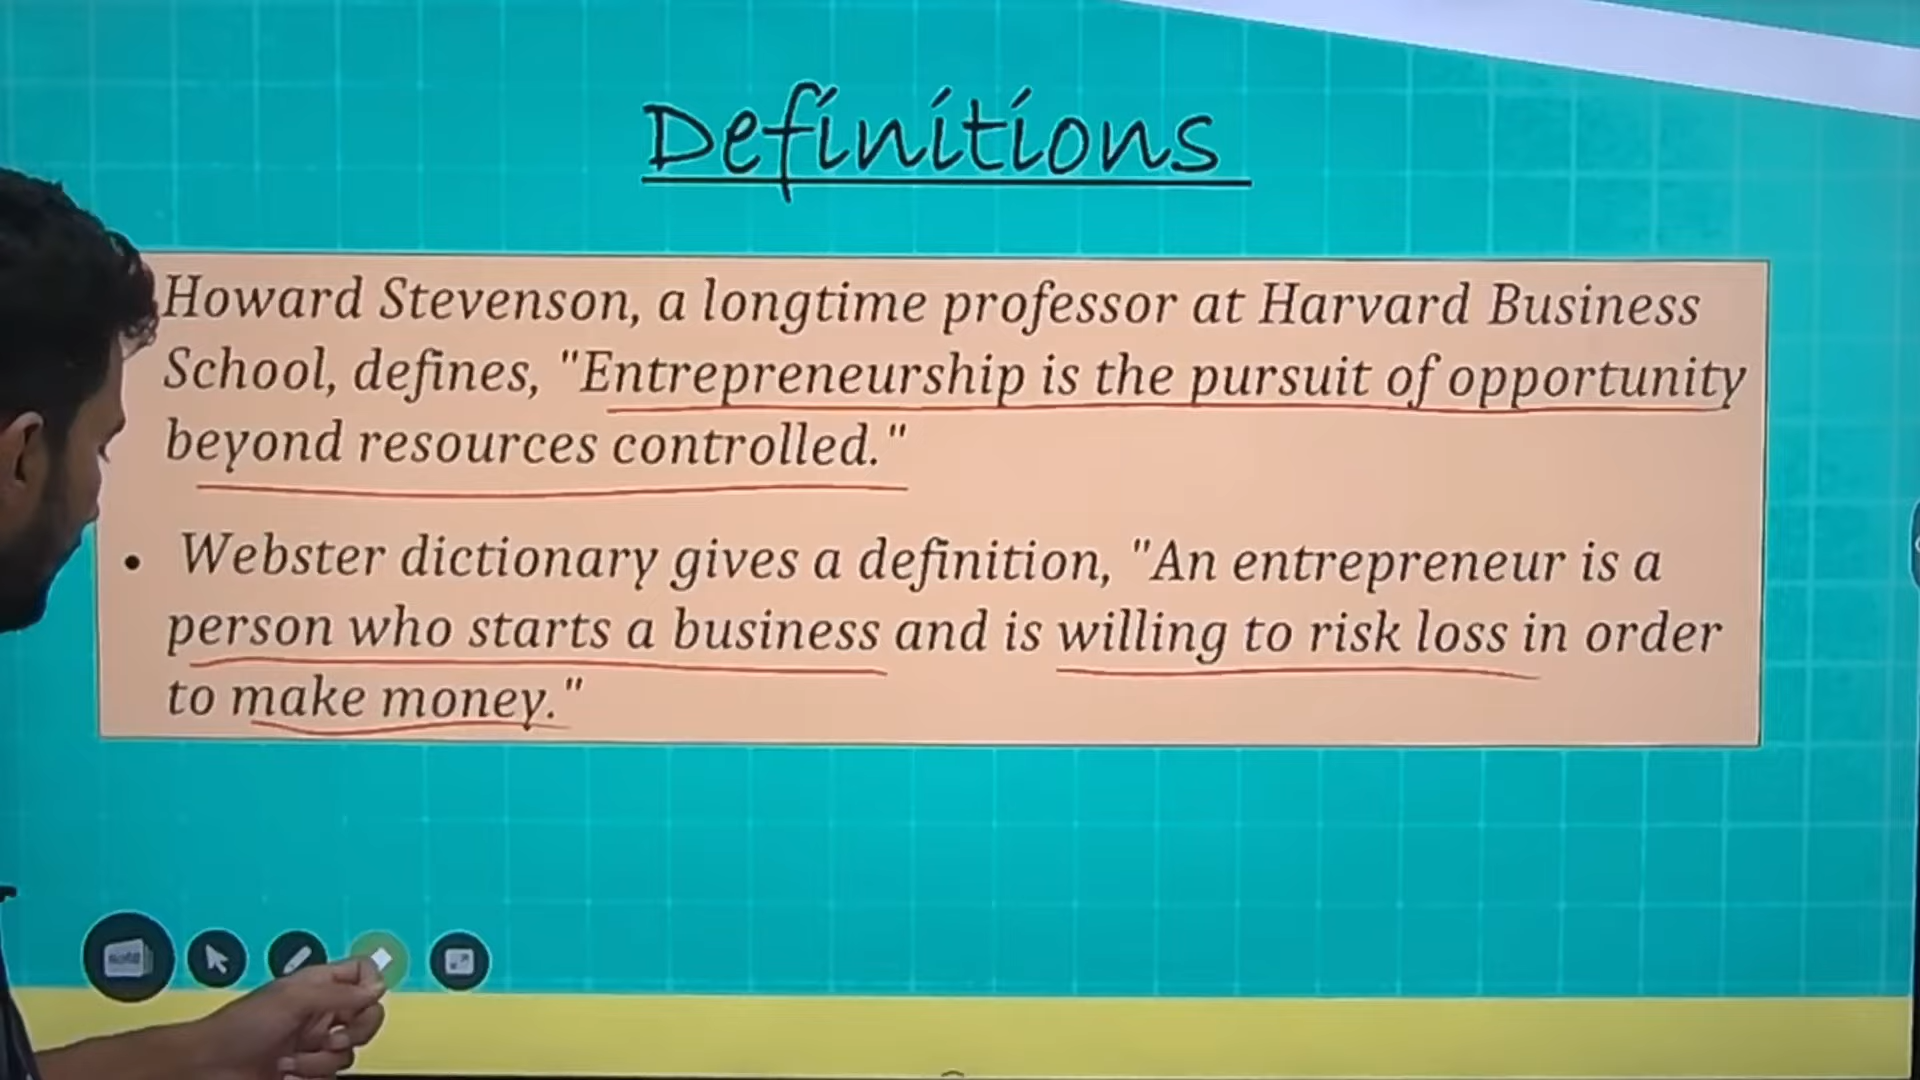 Definitions
Howard Stevenson, a longtime professor at Harvard Business
School, defines, "Entrepreneurship is the pursuit of opportunity
beyond resources controlled."
• Webster dictionary gives a definition, "An entrepreneur is a
person who starts a business and is willing to risk loss in order
to make money."